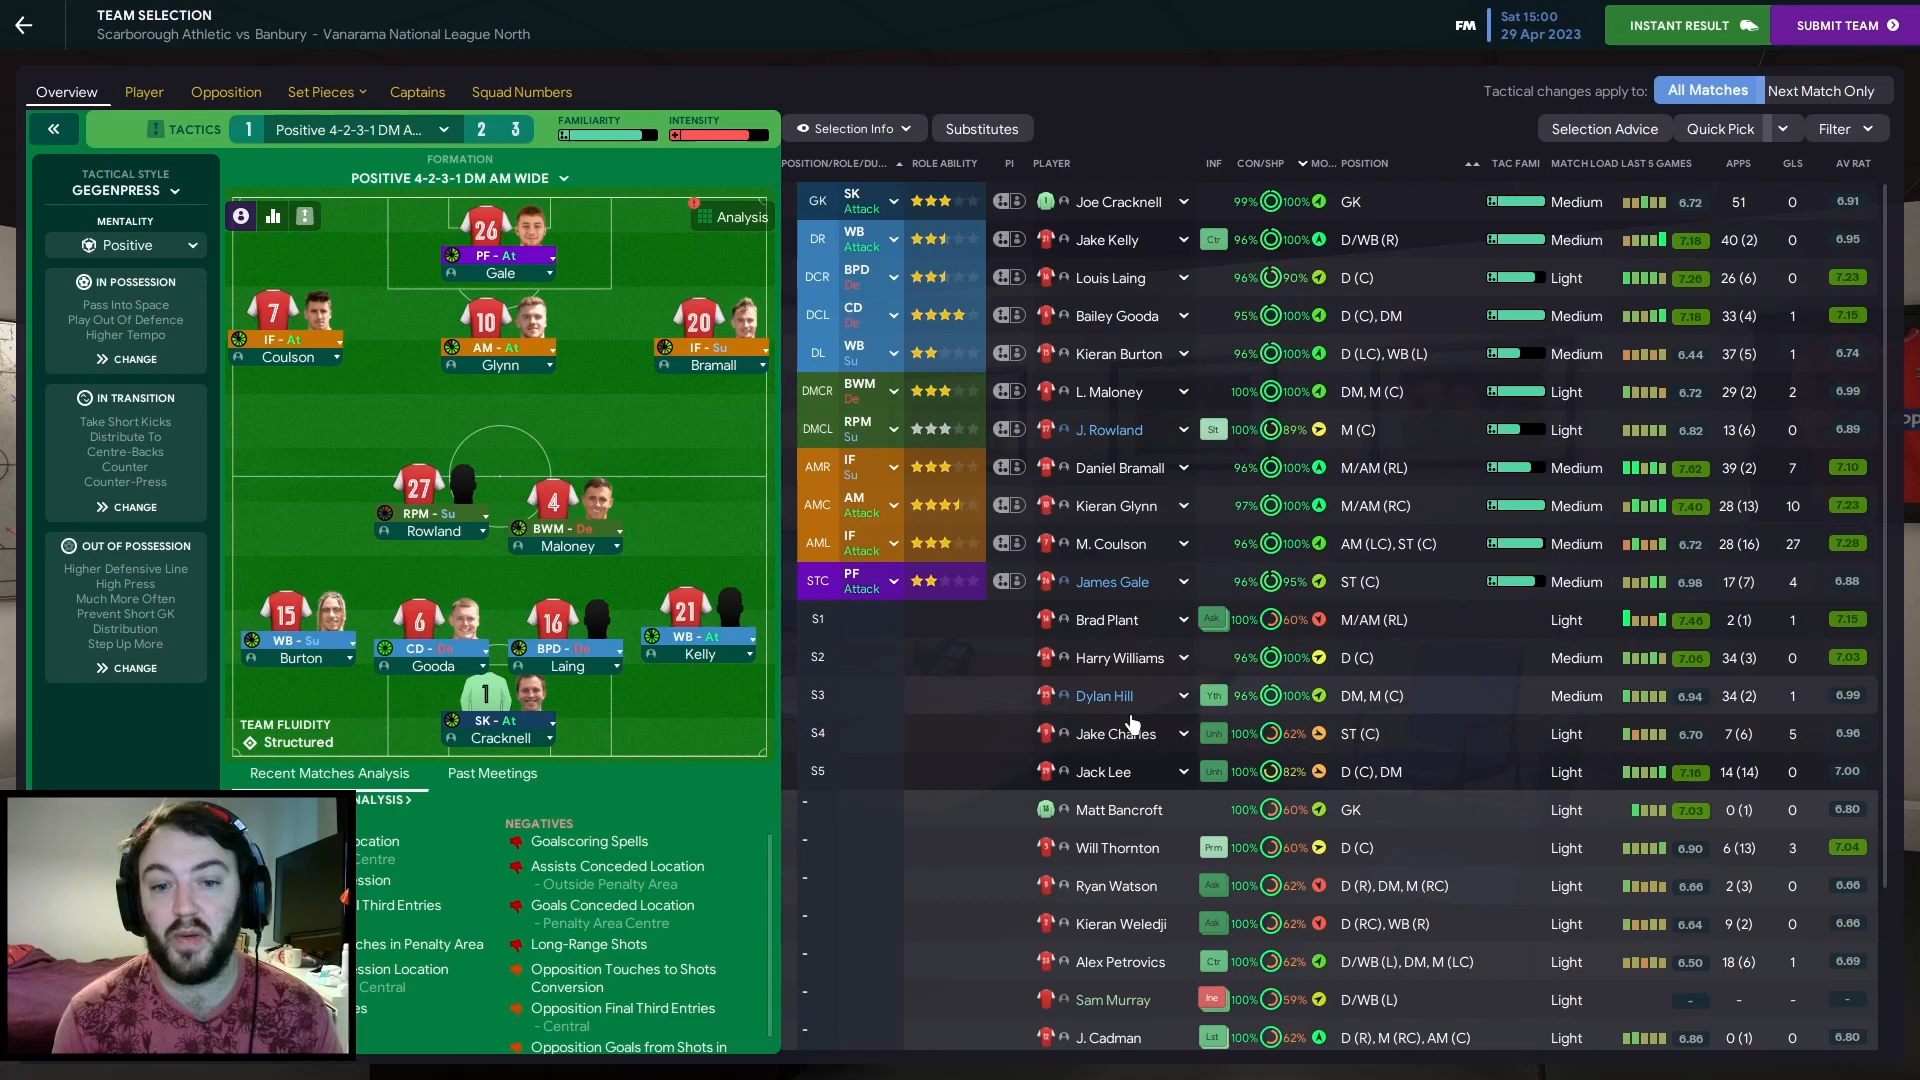 TEAM SELECTION
Scarborough Athletic vs Banbury - Vanarama National League North
FM
Sat 15:00
29 Apr 2023
INSTANT RESULT
SUBMIT TEAM
Overview
Player
Opposition
Set Pieces
Captains
Squad Numbers
Tactical changes apply to:
All Matches
Next Match Only
TACTICS
1
Positive 4-2-3-1 DM A...
2
3
FAMILIARITY
INTENSITY
Selection Info
Substitutes
Selection Advice
Quick Pick
Filter
TACTICAL STYLE
GEGENPRESS
MENTALITY
Positive
IN POSSESSION
Pass Into Space
Play Out Of Defence
Higher Tempo
CHANGE
IN TRANSITION
Take Short Kicks
Distribute To
Centre-Backs
Counter
Counter-Press
CHANGE
OUT OF POSSESSION
Higher Defensive Line
High Press
Much More Often
Prevent Short GK
Distribution
Step Up More
CHANGE
FORMATION
POSITIVE 4-2-3-1 DM AM WIDE
Analysis
26
PF - At
Gale
7
IF - At
Coulson
10
AM - At
Glynn
20
IF - Su
Bramall
27
RPM - Su
Rowland
4
BWM - De
Maloney
15
WB - Su
Burton
6
CD - De
Gooda
16
BPD - De
Laing
21
WB - At
Kelly
1
SK - At
Cracknell
TEAM FLUIDITY
Structured
Recent Matches Analysis
Past Meetings
NALYSIS >
ocation
Centre
ession
l Third Entries
ches in Penalty Area
ession Location
Central
es
NEGATIVES
Goalscoring Spells
Assists Conceded Location
- Outside Penalty Area
Goals Conceded Location
- Penalty Area Centre
Long-Range Shots
Opposition Touches to Shots
Conversion
Opposition Final Third Entries
- Central
Opposition Goals from Shots in
POSITION/ROLE/DU... ROLE ABILITY PI PLAYER INF CON/SHP MO... POSITION TAC FAMI MATCH LOAD LAST 5 GAMES APPS GLS AV RAT
GK SK Attack Joe Cracknell 99% 100% GK Medium 6.72 51 0 6.91
DR WB Attack Jake Kelly Ctr 96% 100% D/WB (R) Medium 7.18 40 (2) 0 6.95
DCR BPD De Louis Laing 96% 90% D (C) Light 7.26 26 (6) 0 7.23
DCL CD De Bailey Gooda 95% 100% D (C), DM Medium 7.18 33 (4) 1 7.15
DL WB Su Kieran Burton 96% 100% D (LC), WB (L) Medium 6.44 37 (5) 1 6.74
DMCR BWM De L. Maloney 100% 100% DM, M (C) Medium 6.72 29 (2) 2 6.99
DMCL RPM Su J. Rowland Slt 100% 89% M (C) Light 6.82 13 (6) 0 6.89
AMR IF Su Daniel Bramall 96% 100% M/AM (RL) Medium 7.62 39 (2) 7 7.10
AMC AM Attack Kieran Glynn 97% 100% M/AM (RC) Medium 7.40 28 (13) 10 7.23
AML IF Attack M. Coulson 96% 100% AM (LC), ST (C) Medium 6.72 28 (16) 27 7.28
STC PF Attack James Gale 96% 95% ST (C) Medium 6.98 17 (7) 4 6.88
S1 Brad Plant Ask 100% 60% M/AM (RL) Light 7.46 2 (1) 1 7.15
S2 Harry Williams 96% 100% D (C) Medium 7.06 34 (3) 0 7.03
S3 Dylan Hill Yth 96% 100% DM, M (C) Medium 6.94 34 (2) 1 6.99
S4 Jake Charles Unh 100% 62% ST (C) Light 6.70 7 (6) 5 6.96
S5 Jack Lee Unh 100% 82% D (C), DM Light 7.16 14 (14) 0 7.00
- Matt Bancroft 100% 60% GK Light 7.03 0 (1) 0 6.80
- Will Thornton Prm 100% 60% D (C) Light 6.90 6 (13) 3 7.04
- Ryan Watson Ask 100% 62% D (R), DM, M (RC) Light 6.66 2 (3) 0 6.66
- Kieran Weledji Ask 100% 62% D (RC), WB (R) Light 6.64 9 (2) 0 6.66
- Alex Petrovics Ctr 100% 62% D/WB (L), DM, M (LC) Light 6.50 18 (6) 1 6.69
- Sam Murray Ine 100% 59% D/WB (L) Light - - - -
- J. Cadman Lst 100% 62% D (R), M (RC), AM (C) Light 6.86 0 (1) 0 6.80